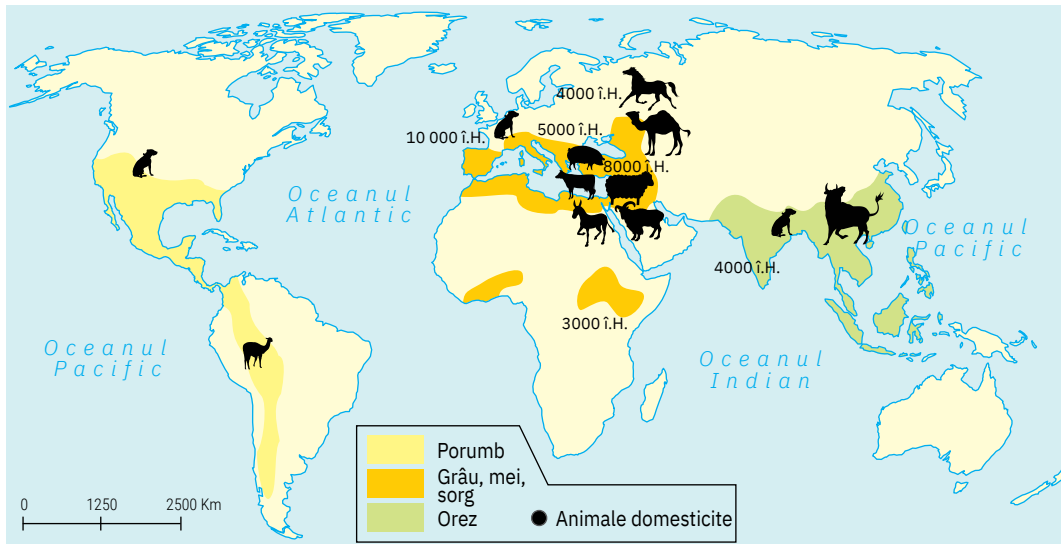 4000 î.H.
10 000 î.H.
5000 î.H.
8000 î.H.
Oceanul
Atlantic
Oceanul
Pacific
4000 î.H.
3000 î.H.
Oceanul
Pacific
Oceanul
Indian
Porumb
Grâu, mei,
sorg
Orez
Animale domesticite
0 1250 2500 Km